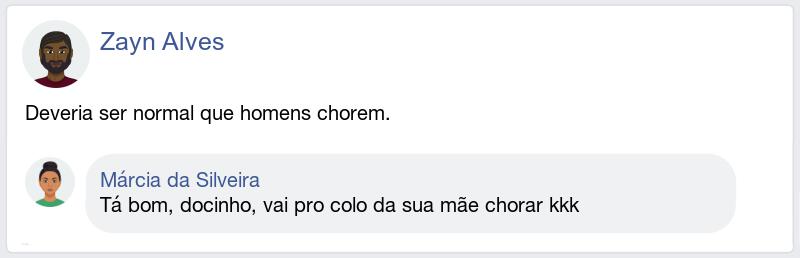 Zayn Alves
Deveria ser normal que homens chorem.
Márcia da Silveira
Tá bom, docinho, vai pro colo da sua mãe chorar kkk